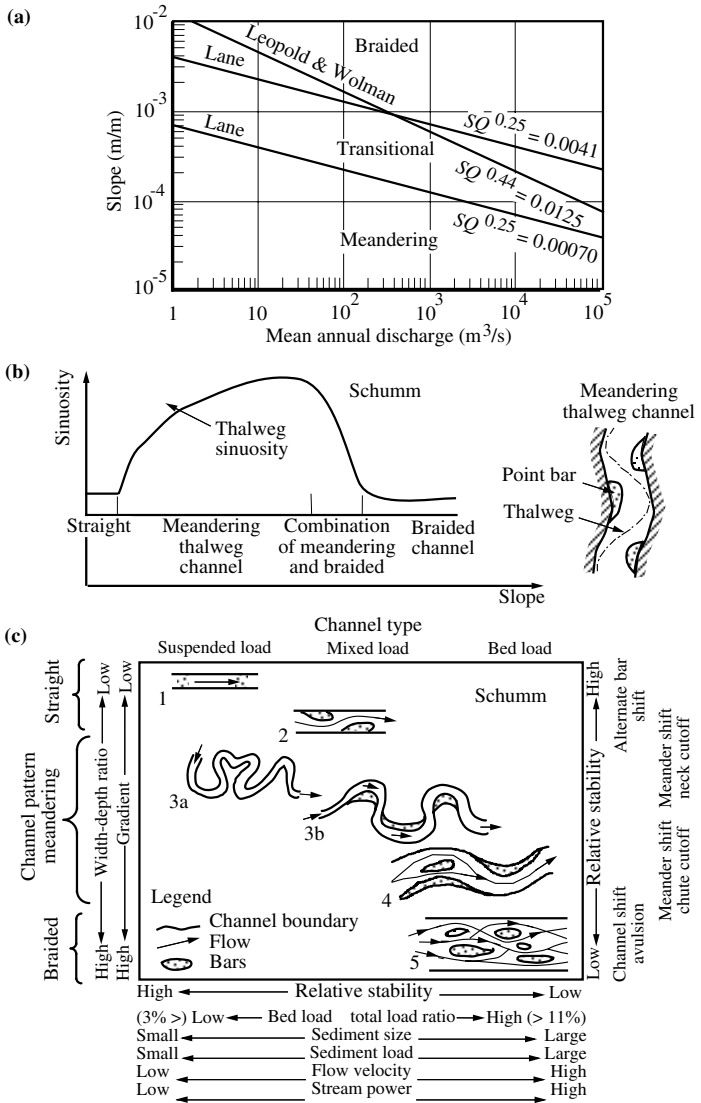 (a)
10^-2
10^-3
10^-4
10^-5
Slope (m/m)
Braided
Leopold & Wolman
Lane
Lane
Transitional
Meandering
SQ^0.25 = 0.0041
SQ^0.44 = 0.0125
SQ^0.25 = 0.00070
1
10
10^2
10^3
10^4
10^5
Mean annual discharge (m^3/s)
(b)
Sinuosity
Schumm
Thalweg
sinuosity
Straight
Meandering
thalweg
channel
Combination
of meandering
and braided
Braided
channel
Slope
Meandering
thalweg channel
Point bar
Thalweg
(c)
Channel type
Suspended load
Mixed load
Bed load
Straight
Channel pattern
meandering
Braided
Low
Width-depth ratio
High
Low
Gradient
High
Schumm
1
2
3a
3b
4
5
Legend
Channel boundary
Flow
Bars
High
Relative stability
Low
Alternate bar
shift
Meander shift
neck cutoff
Meander shift
chute cutoff
Channel shift
avulsion
High Relative stability Low
(3% >) Low Bed load total load ratio High (> 11%)
Small Sediment size Large
Small Sediment load Large
Low Flow velocity High
Low Stream power High